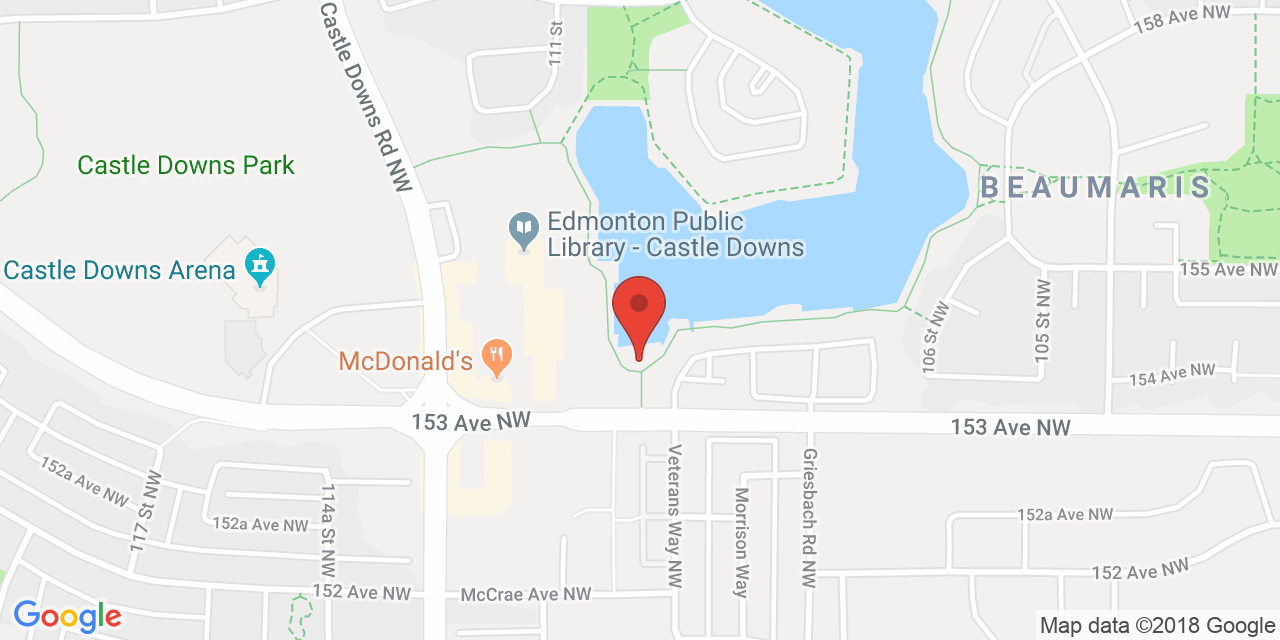 158 Ave NW
111 St
Castle Downs Rd NW
Castle Downs Park
BEAUMARIS
Edmonton Public
Library - Castle Downs
Castle Downs Arena
155 Ave NW
106 St NW
105 St NW
McDonald's
154 Ave NW
153 Ave NW
153 Ave NW
152a Ave NW
117 St NW
114a St NW
152a Ave NW
Veterans Way NW
Morrison Way
Griesbach Rd NW
152a Ave NW
152 Ave NW
152 Ave NW
McCrae Ave NW
Google
Map data ©2018 Google